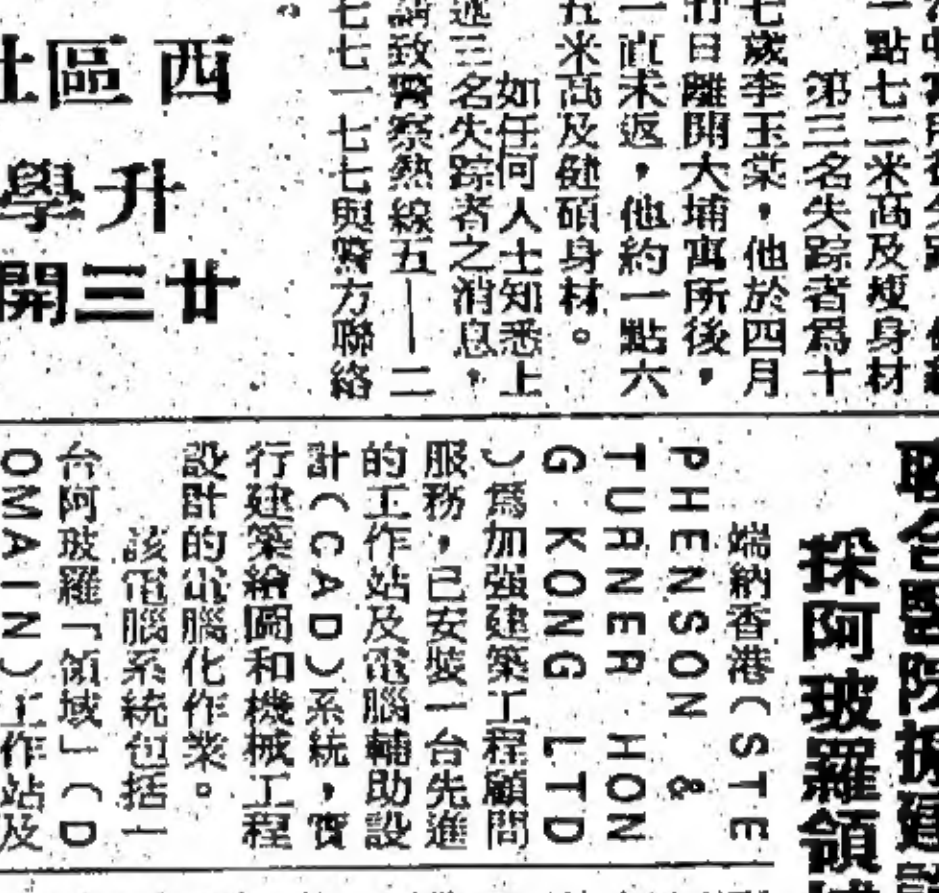 一點七二米高及瘦身材
第三名失踪者爲十
七歲李玉棠，他於四月
日離開大埔寓所後，
一直未返，他約一點六
五米高及健碩身材。
如任何人士知悉上
述三名失踪者之消息，
請致警察熱線五——二
七七一七七與警方聯絡
。
西區社
升學
廿三開
聯合醫院擴建
採阿玻羅領
端納香港（STE
PHENSON &
TURNER HON
G KONG LTD
）爲加强建築工程顧問
服務，已安裝一台先進
的工作站及電腦輔助設
計（CAD）系統，實
行建築繪圖和機械工程
設計的電腦化作業。
該電腦系統包括一
台阿玻羅「領域」（D
OMAIN）工作站及